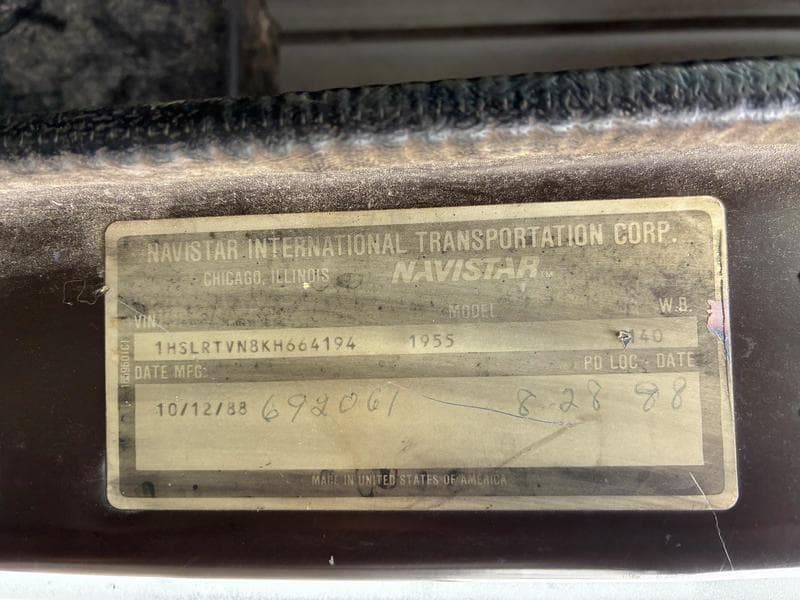 NAVISTAR INTERNATIONAL TRANSPORTATION CORP.
CHICAGO, ILLINOIS NAVISTAR™
VIN MODEL W.B.
1HSLRTVN8KH664194 1955 140
DATE MFG: PD LOC - DATE
10/12/88 692061 8 28 88
MADE IN UNITED STATES OF AMERICA